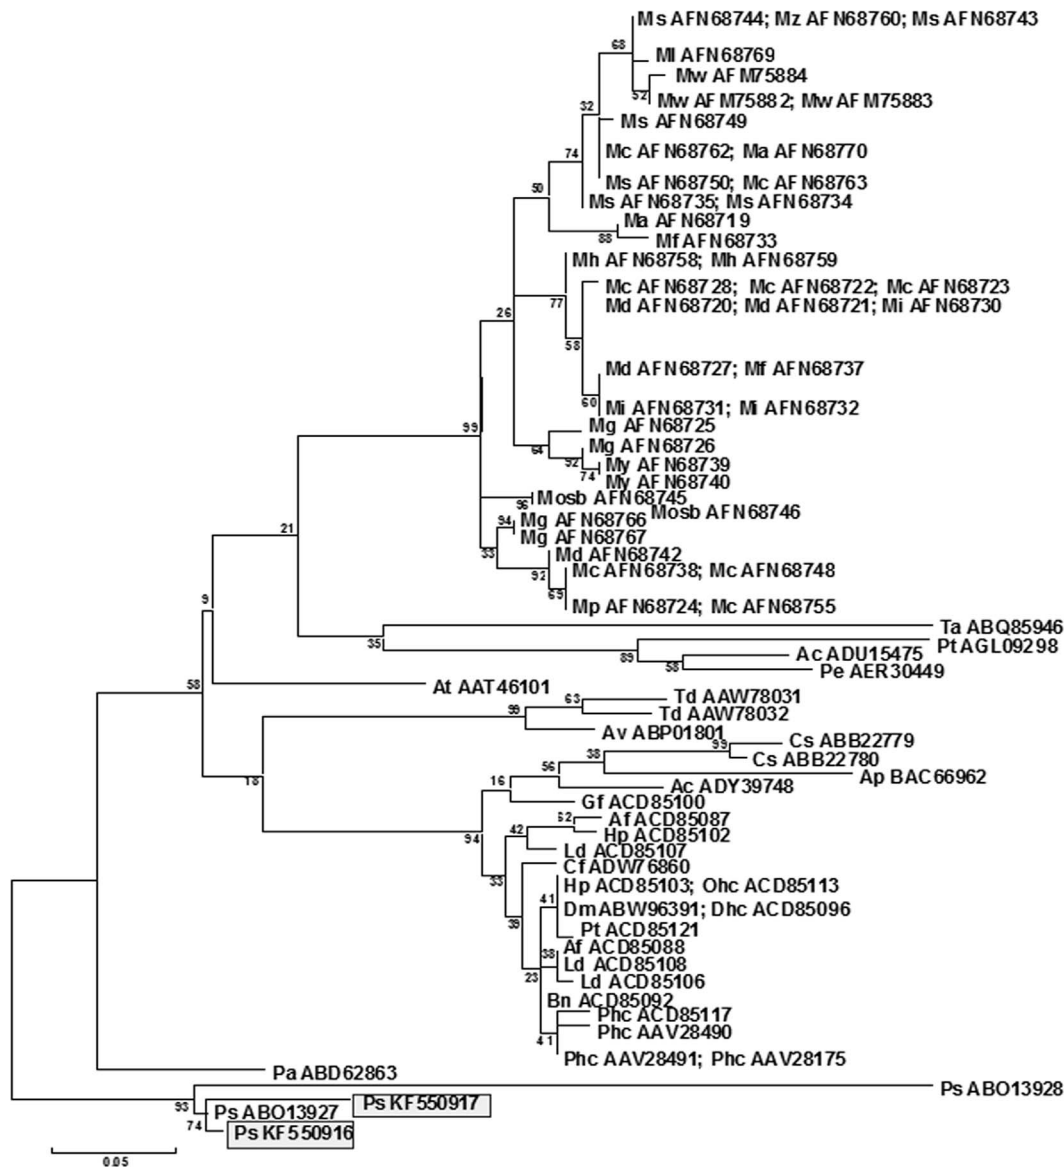 Ms AFN68744; Mz AFN68760; Ms AFN68743
68
Ml AFN68769
Mw AFM75884
52
Mw AFM75882; Mw AFM75883
32
Ms AFN68749
Mc AFN68762; Ma AFN68770
74
Ms AFN68750; Mc AFN68763
50
Ms AFN68735; Ms AFN68734
Ma AFN68719
88
Mf AFN68733
Mh AFN68758; Mh AFN68759
Mc AFN68728; Mc AFN68722; Mc AFN68723
77
Md AFN68720; Md AFN68721; Mi AFN68730
26
58
Md AFN68727; Mf AFN68737
60
Mi AFN68731; Mi AFN68732
99
Mg AFN68725
64
Mg AFN68726
92
My AFN68739
74
My AFN68740
Mosb AFN68745
96
Mosb AFN68746
94
Mg AFN68766
21
Mg AFN68767
33
Md AFN68742
92
Mc AFN68738; Mc AFN68748
69
Mp AFN68724; Mc AFN68755
9
Ta ABQ85946
35
Pt AGL09298
89
Ac ADU15475
58
Pe AER30449
58
At AAT46101
63
Td AAW78031
99
Td AAW78032
Av ABP01801
99
Cs ABB22779
38
Cs ABB22780
56
Ap BAC66962
18
16
Ac ADY39748
Gf ACD85100
62
Af ACD85087
94
42
Hp ACD85102
Ld ACD85107
33
Cf ADW76860
Hp ACD85103; Ohc ACD85113
41
Dm ABW96391; Dhc ACD85096
39
Pt ACD85121
Af ACD85088
38
Ld ACD85108
23
Ld ACD85106
Bn ACD85092
Phc ACD85117
Phc AAV28490
41
Phc AAV28491; Phc AAV28175
Pa ABD62863
Ps ABO13928
93
Ps KF550917
Ps ABO13927
74
Ps KF550916
0.05